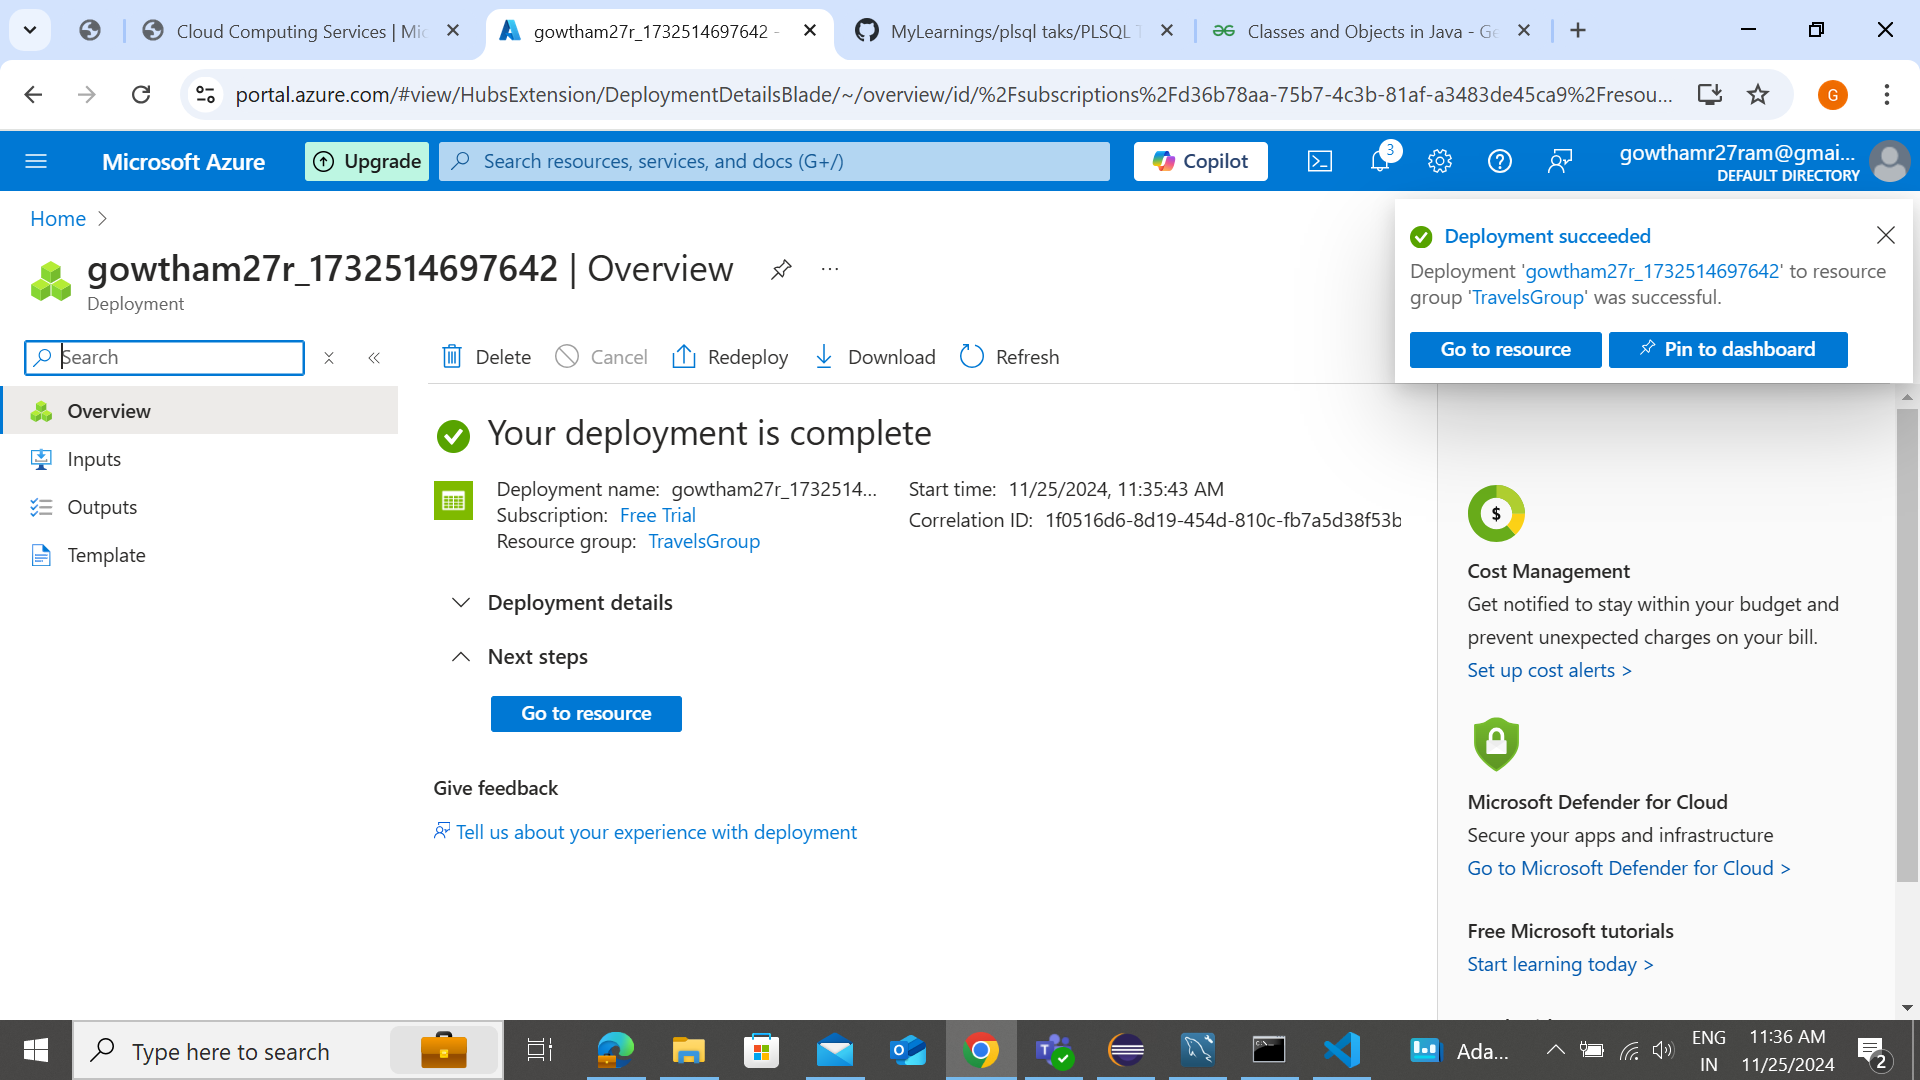 Cloud Computing Services | Mic
gowtham27r_1732514697642 -
MyLearnings/plsql taks/PLSQL T
Classes and Objects in Java - Ge
portal.azure.com/#view/HubsExtension/DeploymentDetailsBlade/~/overview/id/%2Fsubscriptions%2Fd36b78aa-75b7-4c3b-81af-a3483de45ca9%2Fresou...
G
Microsoft Azure
Upgrade
Search resources, services, and docs (G+/)
Copilot
3
gowthamr27ram@gmai...
DEFAULT DIRECTORY
Home
gowtham27r_1732514697642 | Overview
Deployment
Deployment succeeded
Deployment 'gowtham27r_1732514697642' to resource
group 'TravelsGroup' was successful.
Go to resource
Pin to dashboard
Search
Overview
Inputs
Outputs
Template
Delete
Cancel
Redeploy
Download
Refresh
Your deployment is complete
Deployment name: gowtham27r_1732514...
Subscription: Free Trial
Resource group: TravelsGroup
Start time: 11/25/2024, 11:35:43 AM
Correlation ID: 1f0516d6-8d19-454d-810c-fb7a5d38f53b
Deployment details
Next steps
Go to resource
Give feedback
Tell us about your experience with deployment
$
Cost Management
Get notified to stay within your budget and
prevent unexpected charges on your bill.
Set up cost alerts >
Microsoft Defender for Cloud
Secure your apps and infrastructure
Go to Microsoft Defender for Cloud >
Free Microsoft tutorials
Start learning today >
Type here to search
Ada...
ENG
IN
11:36 AM
11/25/2024
2